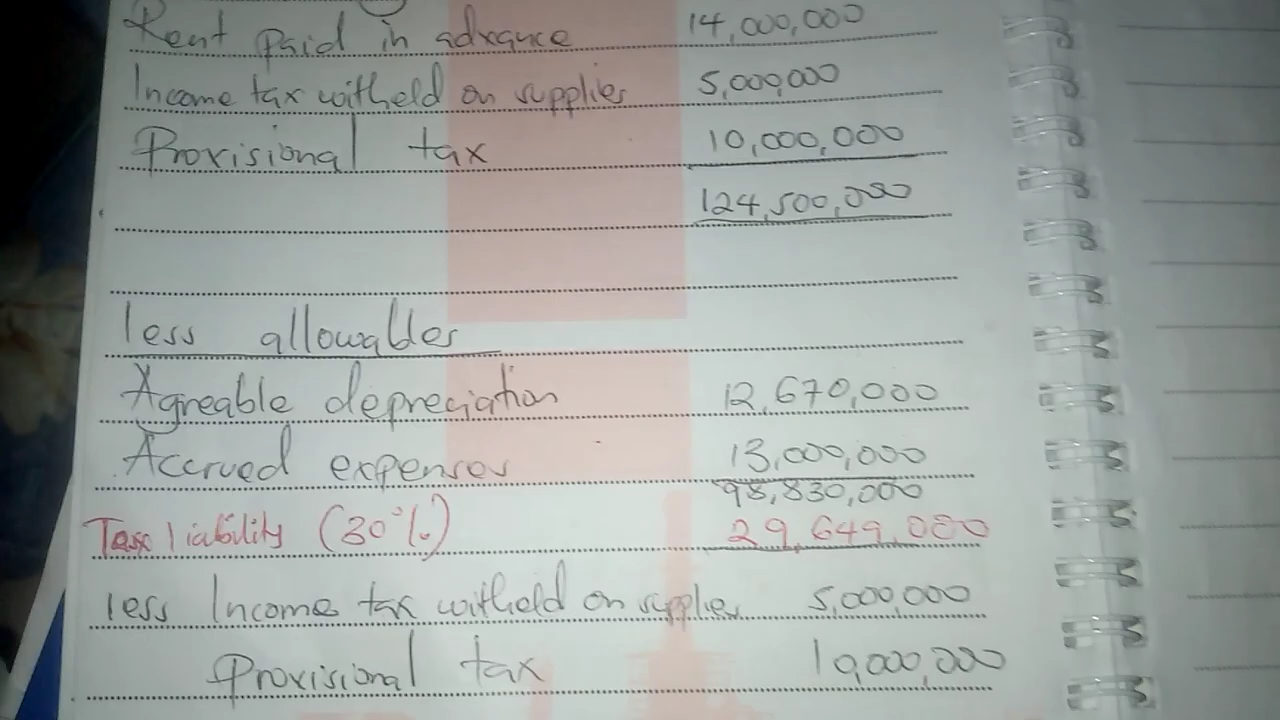 Rent paid in advance 14,000,000
Income tax witheld on supplies 5,000,000
Provisional tax 10,000,000
124,500,000
less allowables
Agreable depreciation 12,670,000
Accrued expenses 13,000,000
98,830,000
Tax liability (30%) 29,649,000
less Income tax witheld on supplies 5,000,000
Provisional tax 10,000,000